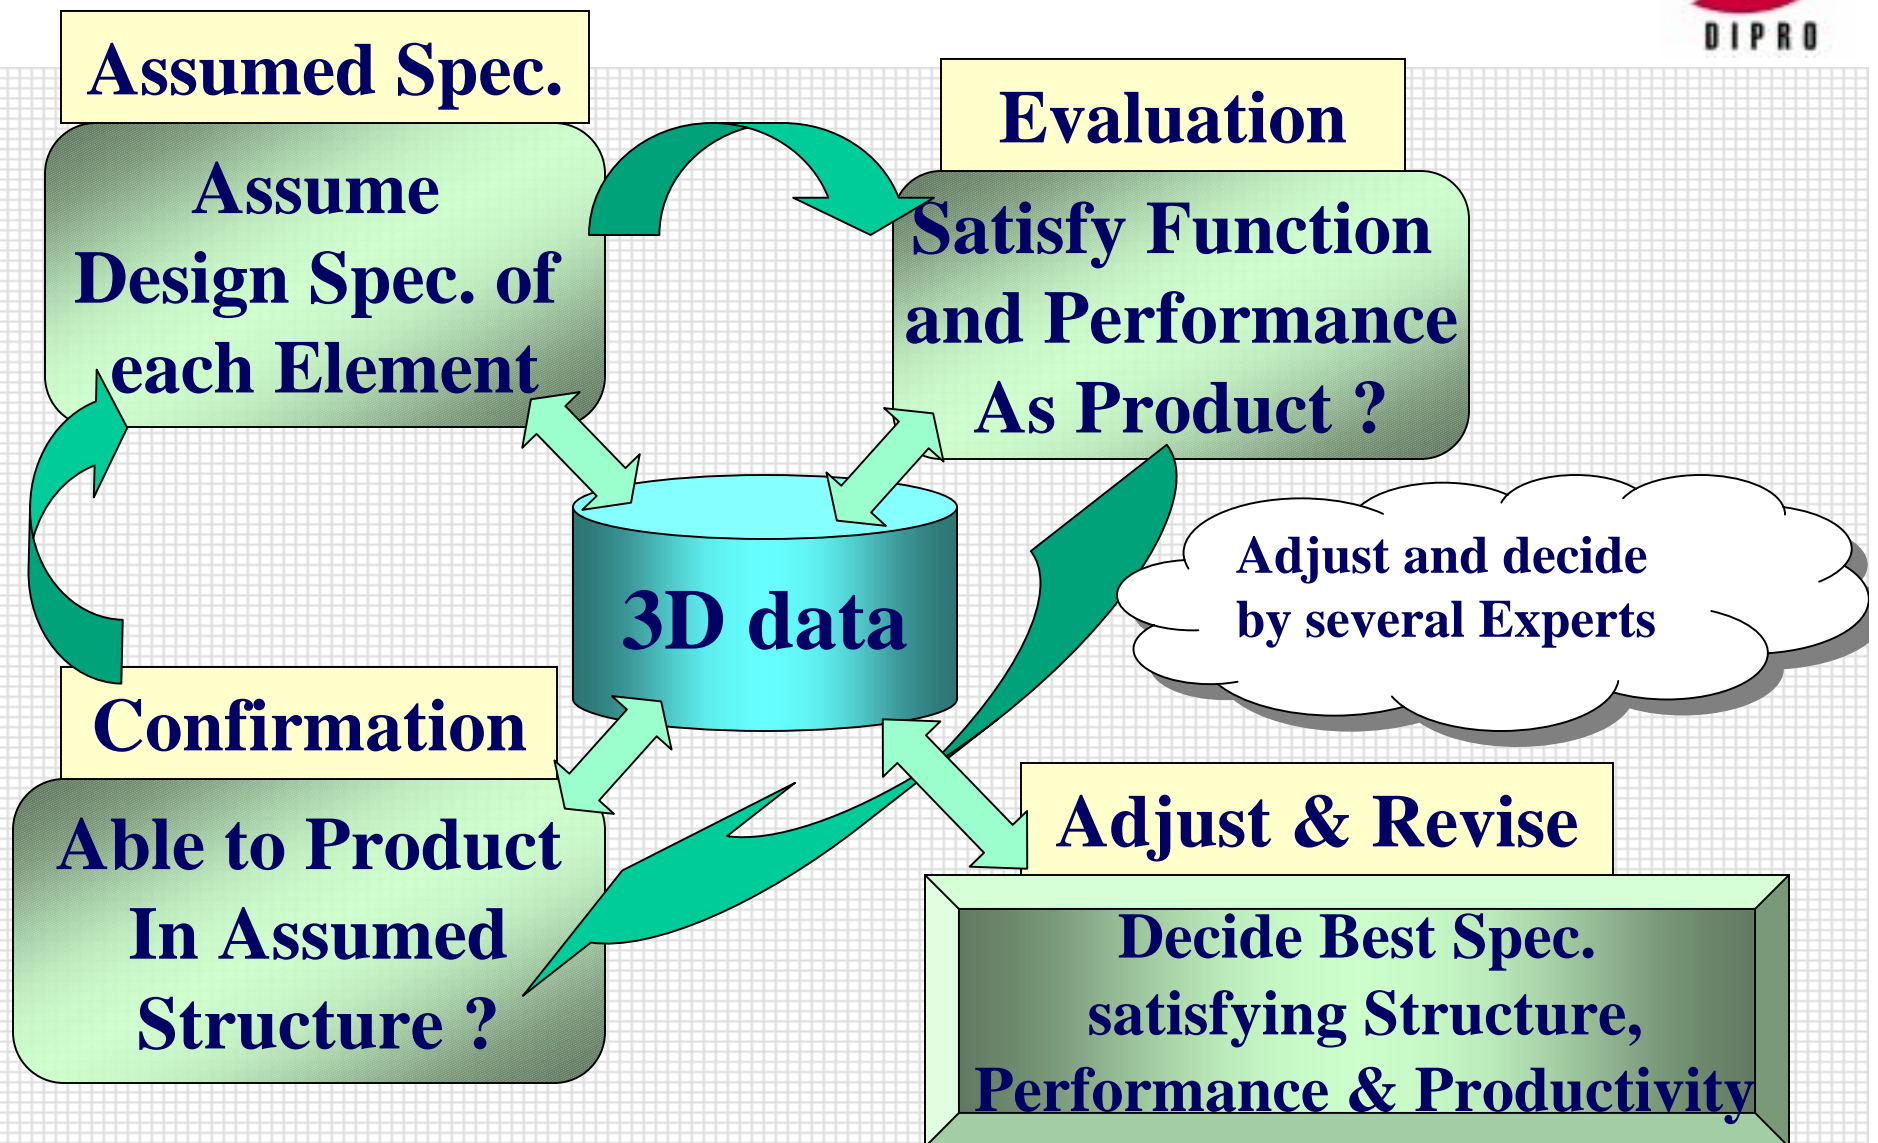 DIPRO
Assumed Spec.
Assume
Design Spec. of
each Element
Evaluation
Satisfy Function
and Performance
As Product ?
3D data
Adjust and decide
by several Experts
Confirmation
Able to Product
In Assumed
Structure ?
Adjust & Revise
Decide Best Spec.
satisfying Structure,
Performance & Productivity